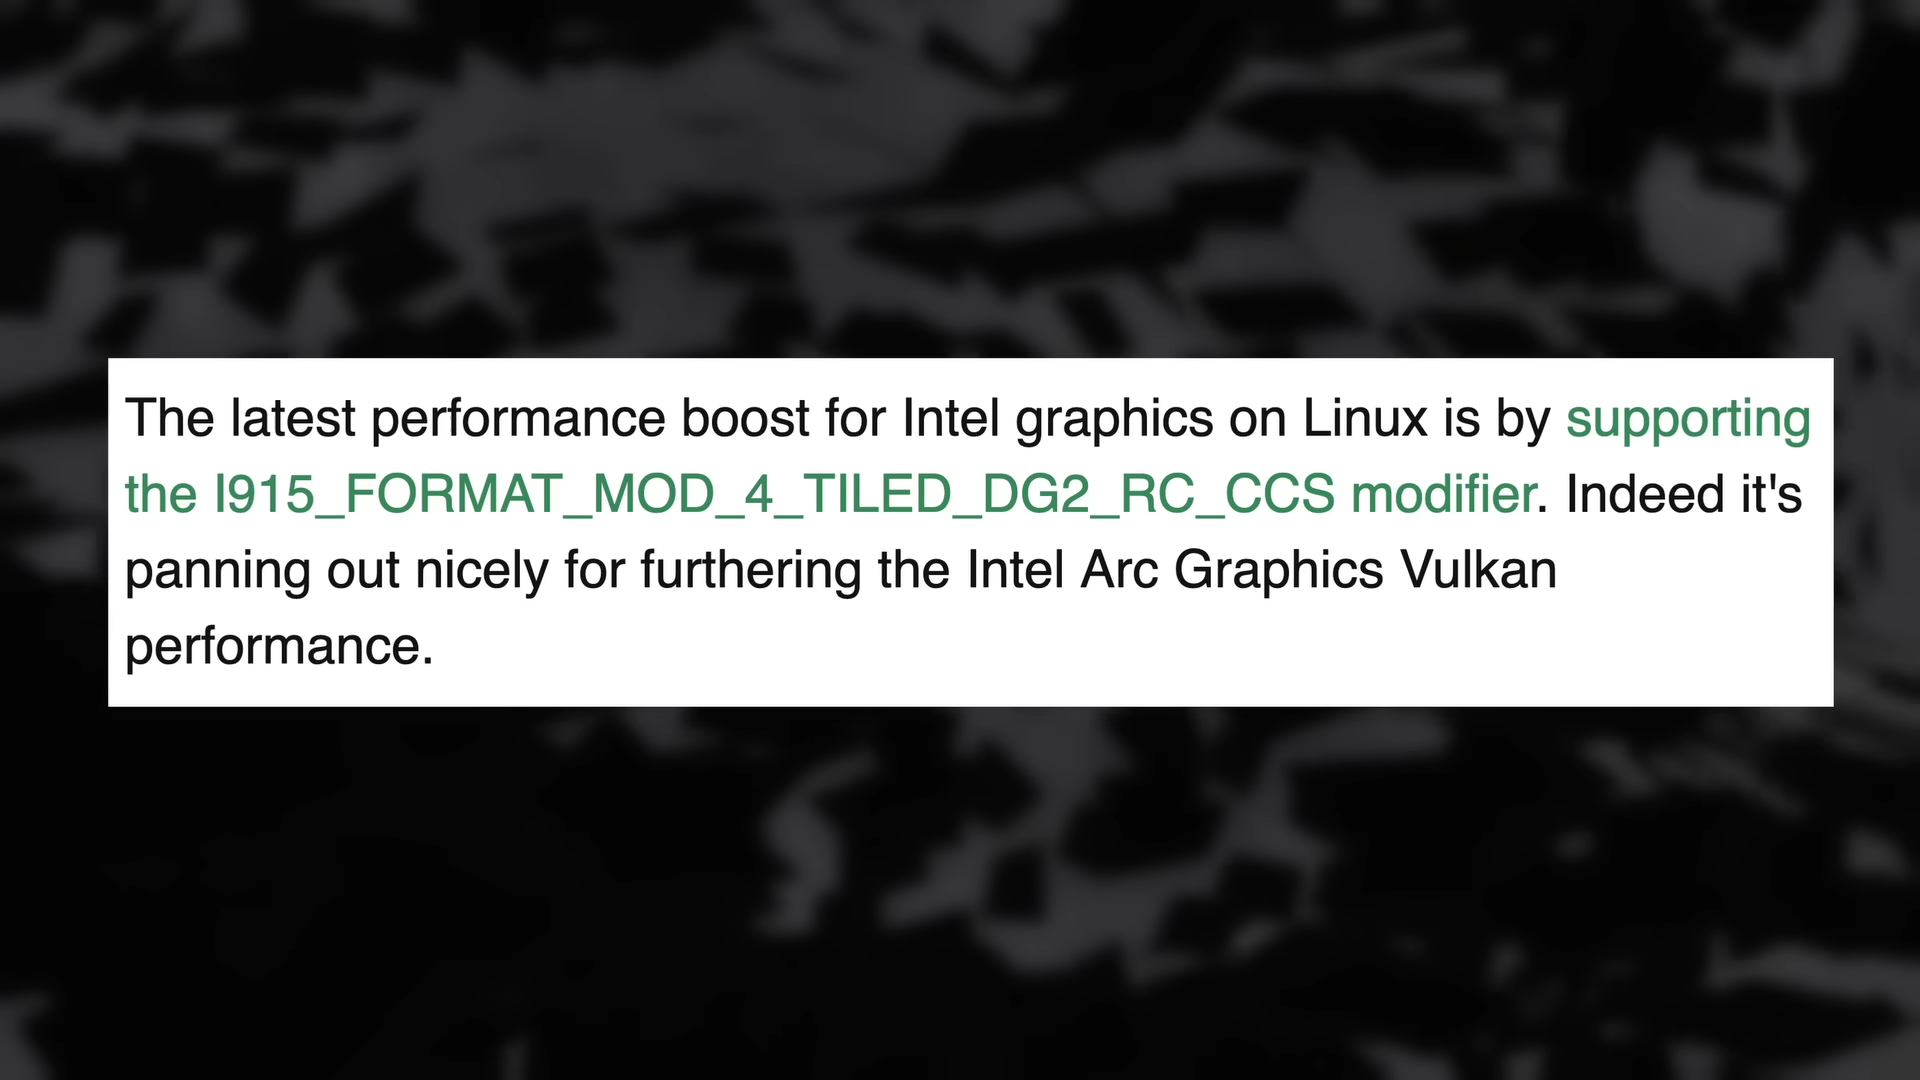 The latest performance boost for Intel graphics on Linux is by supporting
the I915_FORMAT_MOD_4_TILED_DG2_RC_CCS modifier. Indeed it's
panning out nicely for furthering the Intel Arc Graphics Vulkan
performance.